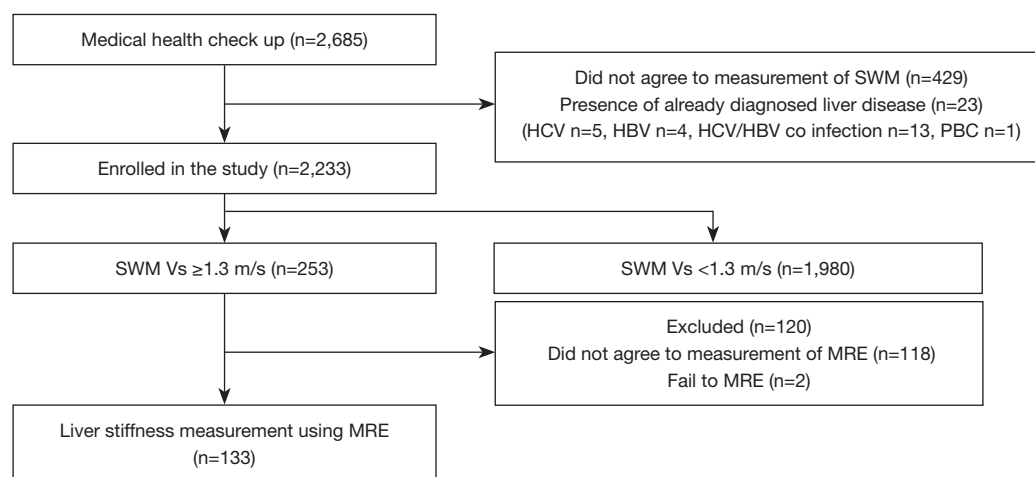 Medical health check up (n=2,685)
Did not agree to measurement of SWM (n=429)
Presence of already diagnosed liver disease (n=23)
(HCV n=5, HBV n=4, HCV/HBV co infection n=13, PBC n=1)
Enrolled in the study (n=2,233)
SWM Vs ≥1.3 m/s (n=253)
SWM Vs <1.3 m/s (n=1,980)
Excluded (n=120)
Did not agree to measurement of MRE (n=118)
Fail to MRE (n=2)
Liver stiffness measurement using MRE
(n=133)